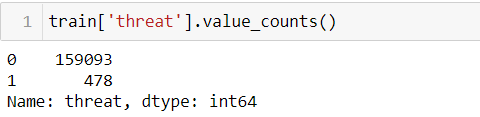 1 train['threat'].value_counts()
0 159093
1 478
Name: threat, dtype: int64